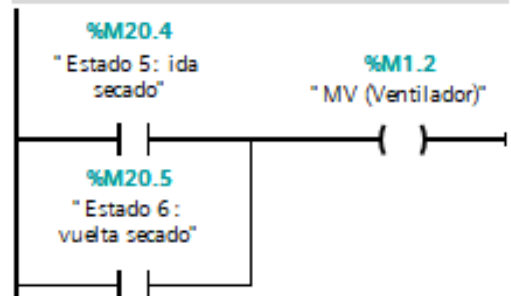 %M20.4
"Estado 5: ida
secado"
%M1.2
"MV (Ventilador)"
%M20.5
"Estado 6:
vuelta secado"